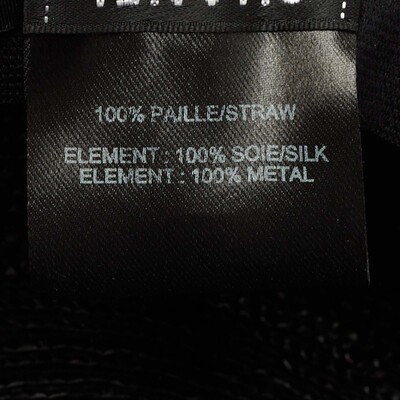 100% PAILLE/STRAW
ELEMENT : 100% SOIE/SILK
ELEMENT : 100% METAL